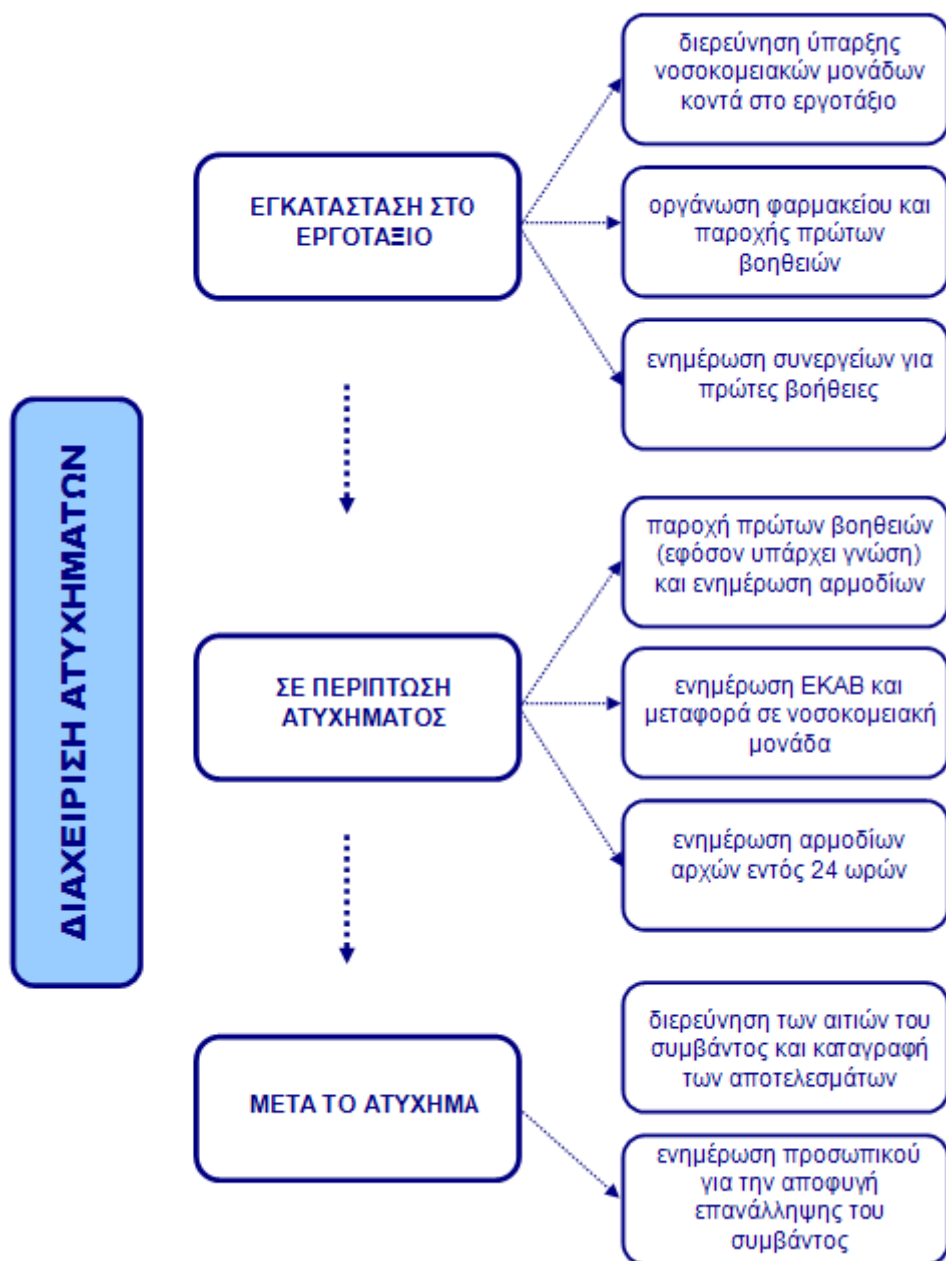 διερεύνηση ύπαρξης
νοσοκομειακών μονάδων
κοντά στο εργοτάξιο
ΕΓΚΑΤΑΣΤΑΣΗ ΣΤΟ
ΕΡΓΟΤΑΞΙΟ
οργάνωση φαρμακείου και
παροχής πρώτων
βοηθειών
ενημέρωση συνεργείων για
πρώτες βοήθειες
ΔΙΑΧΕΙΡΙΣΗ ΑΤΥΧΗΜΑΤΩΝ
παροχή πρώτων βοηθειών
(εφόσον υπάρχει γνώση)
και ενημέρωση αρμοδίων
ΣΕ ΠΕΡΙΠΤΩΣΗ
ΑΤΥΧΗΜΑΤΟΣ
ενημέρωση ΕΚΑΒ και
μεταφορά σε νοσοκομειακή
μονάδα
ενημέρωση αρμοδίων
αρχών εντός 24 ωρών
διερεύνηση των αιτιών του
συμβάντος και καταγραφή
των αποτελεσμάτων
ΜΕΤΑ ΤΟ ΑΤΥΧΗΜΑ
ενημέρωση προσωπικού
για την αποφυγή
επανάλληψης του
συμβάντος